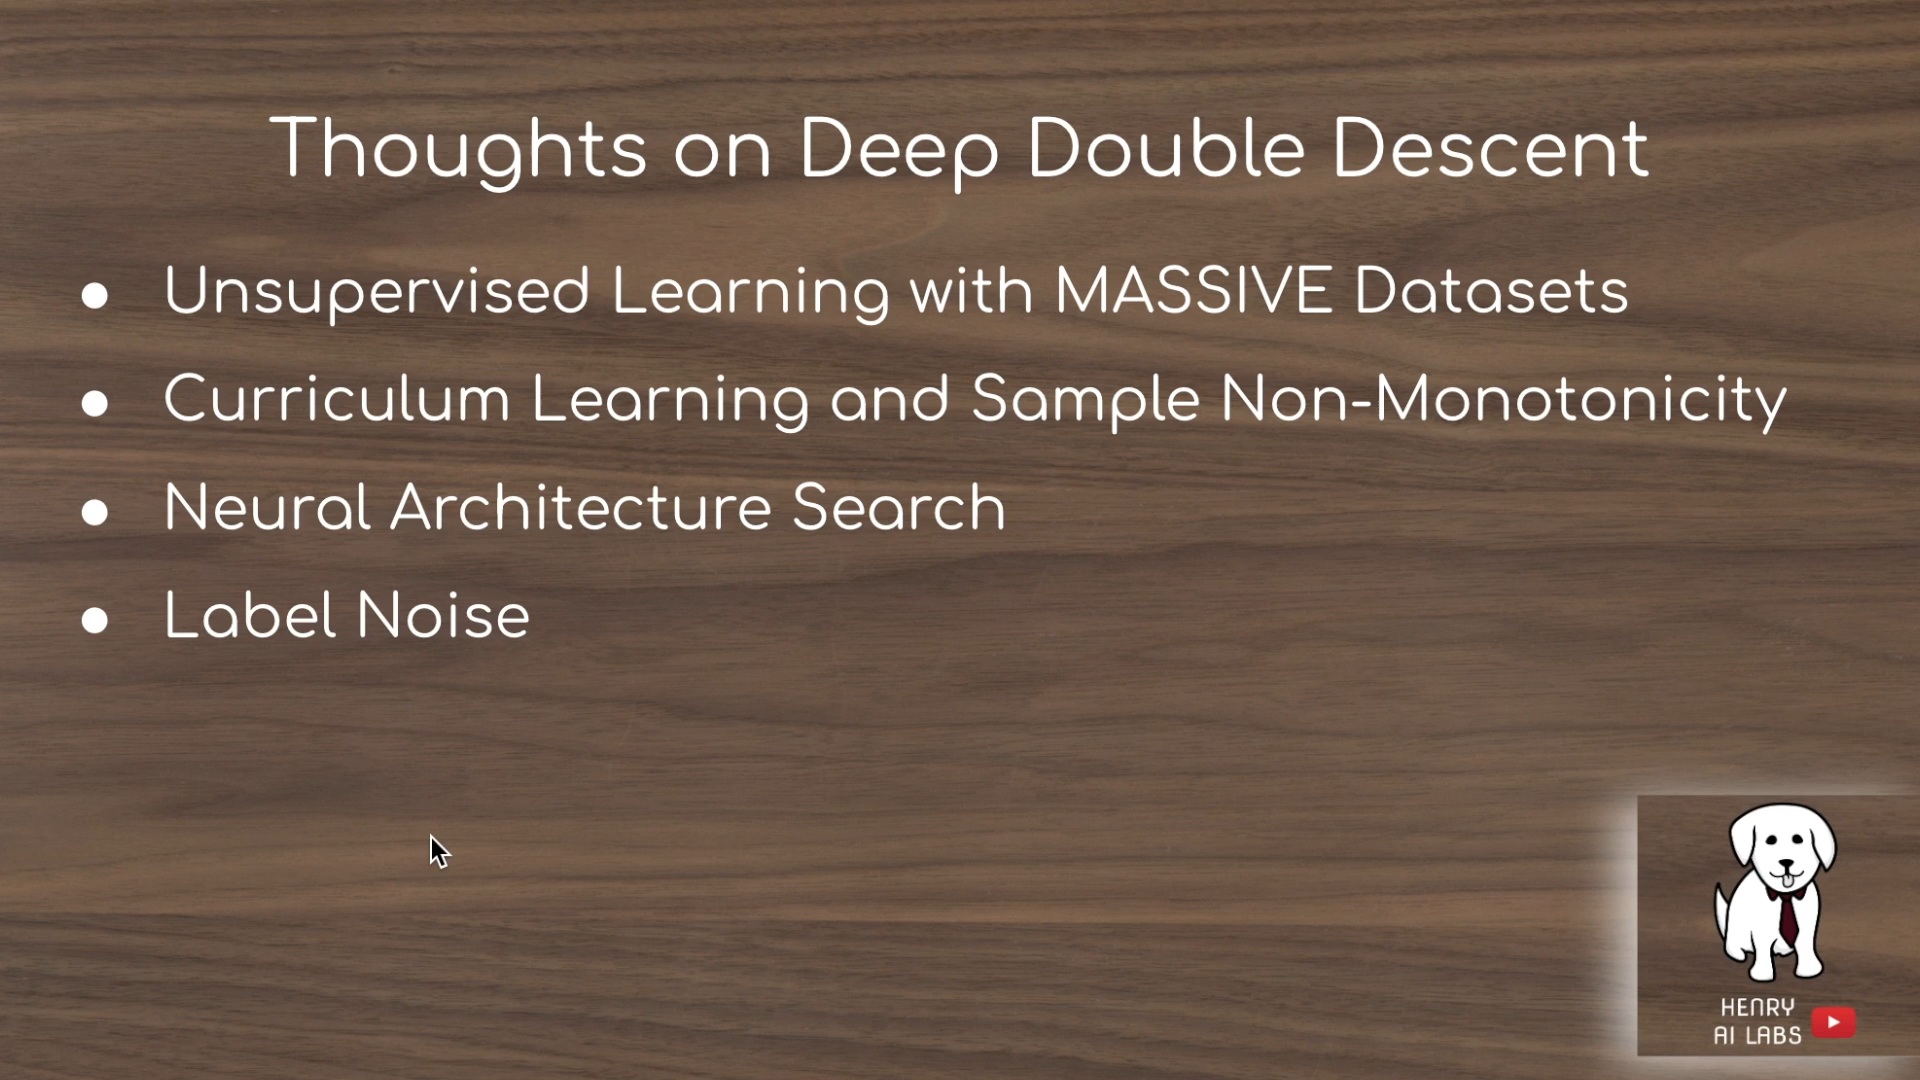 Thoughts on Deep Double Descent
● Unsupervised Learning with MASSIVE Datasets
● Curriculum Learning and Sample Non-Monotonicity
● Neural Architecture Search
● Label Noise
HENRY
AI LABS